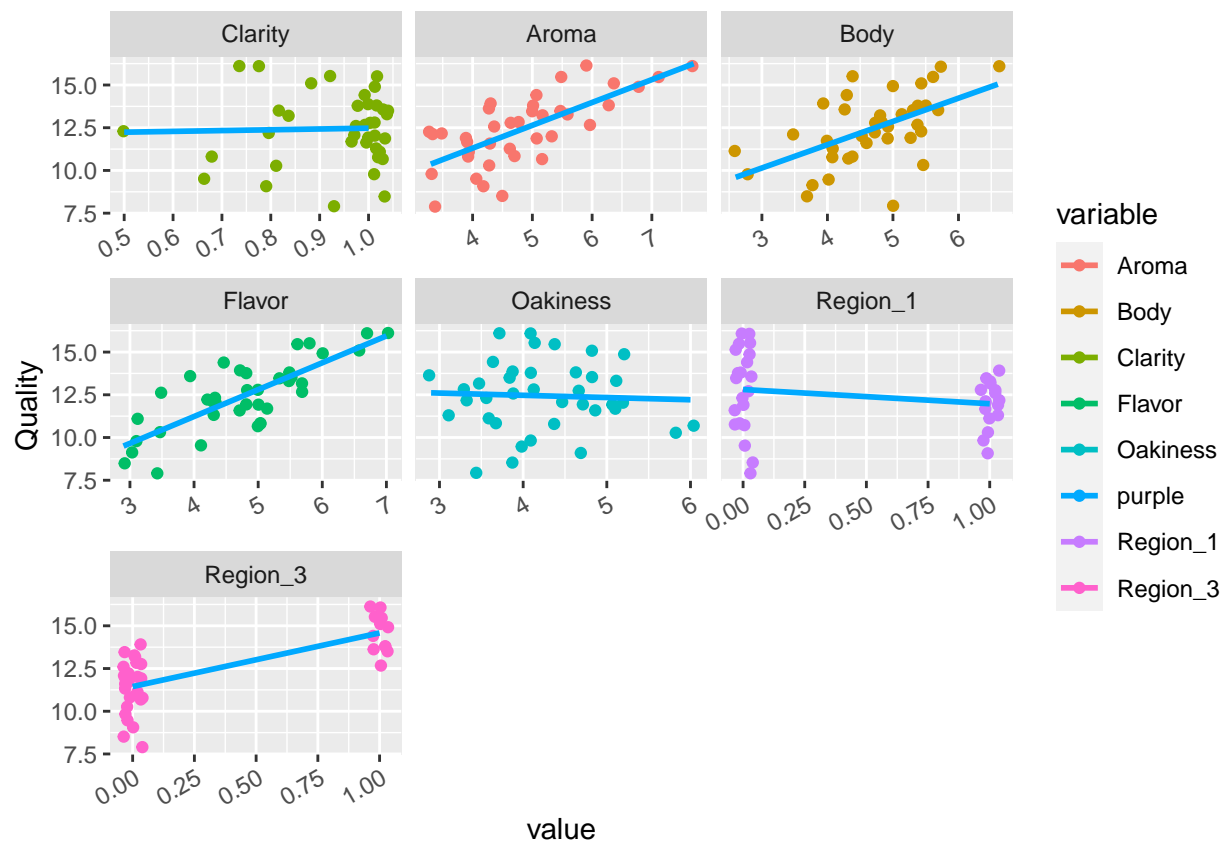 Clarity
Aroma
Body
15.0
12.5
10.0
7.5
0.5 0.6 0.7 0.8 0.9 1.0
4 5 6 7
3 4 5 6
Flavor
Oakiness
Region_1
15.0
12.5
10.0
7.5
3 4 5 6 7
3 4 5 6
0.00 0.25 0.50 0.75 1.00
Region_3
15.0
12.5
10.0
7.5
0.00 0.25 0.50 0.75 1.00
Quality
value
variable
Aroma
Body
Clarity
Flavor
Oakiness
purple
Region_1
Region_3